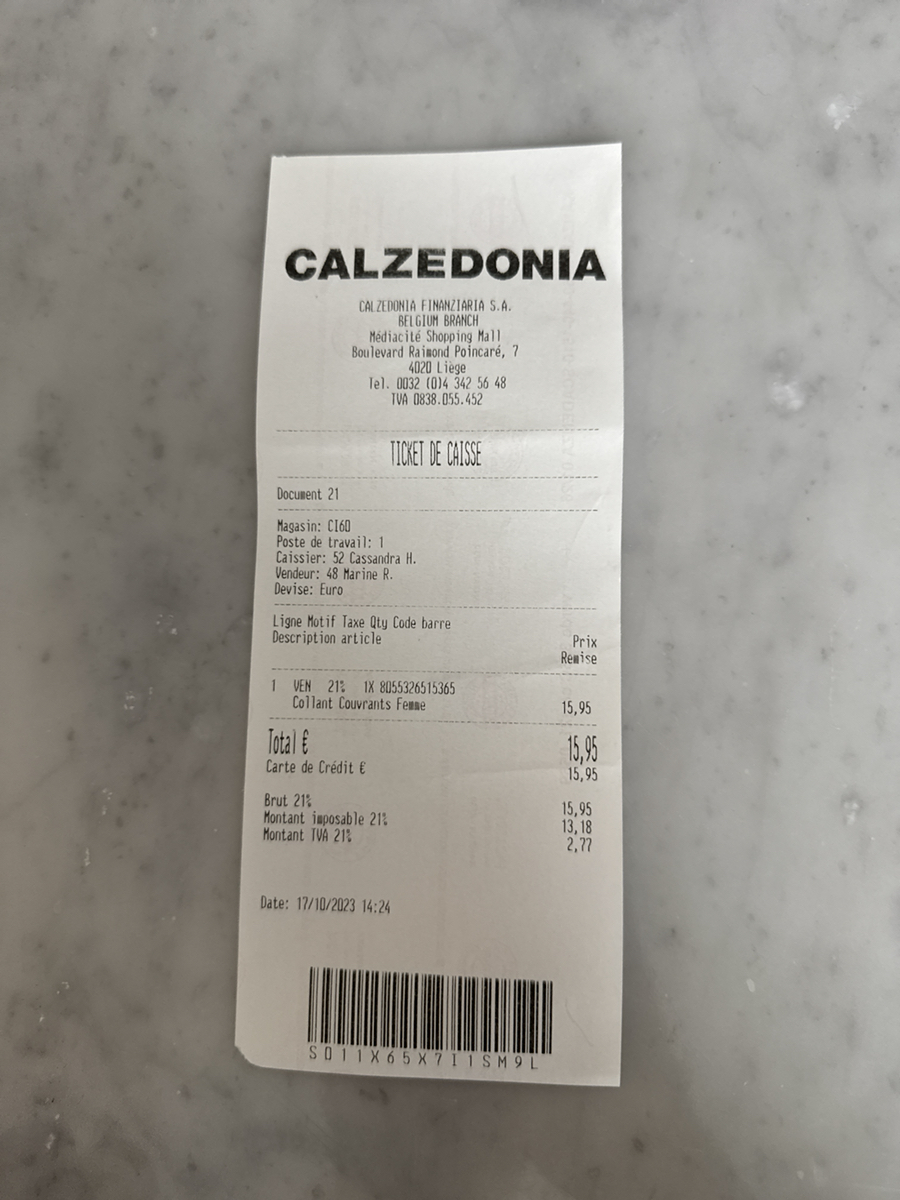 CALZEDONIA
CALZEDONIA FINANZIARIA S.A.
BELGIUM BRANCH
Médiacité Shopping Mall
Boulevard Raimond Poincaré, 7
4020 Liège
Tel. 0032 (0)4 342 56 48
TVA 0838.055.452
TICKET DE CAISSE
Document 21
Magasin: CI60
Poste de travail: 1
Caissier: 52 Cassandra H.
Vendeur: 48 Marine R.
Devise: Euro
Ligne Motif Taxe Qty Code barre
Description article Prix
Remise
1 VEN 21% 1X 8055326515365
Collant Couvrants Femme 15,95
Total € 15,95
Carte de Crédit € 15,95
Brut 21% 15,95
Montant imposable 21% 13,18
Montant TVA 21% 2,77
Date: 17/10/2023 14:24
S011X65X7I1SM9L